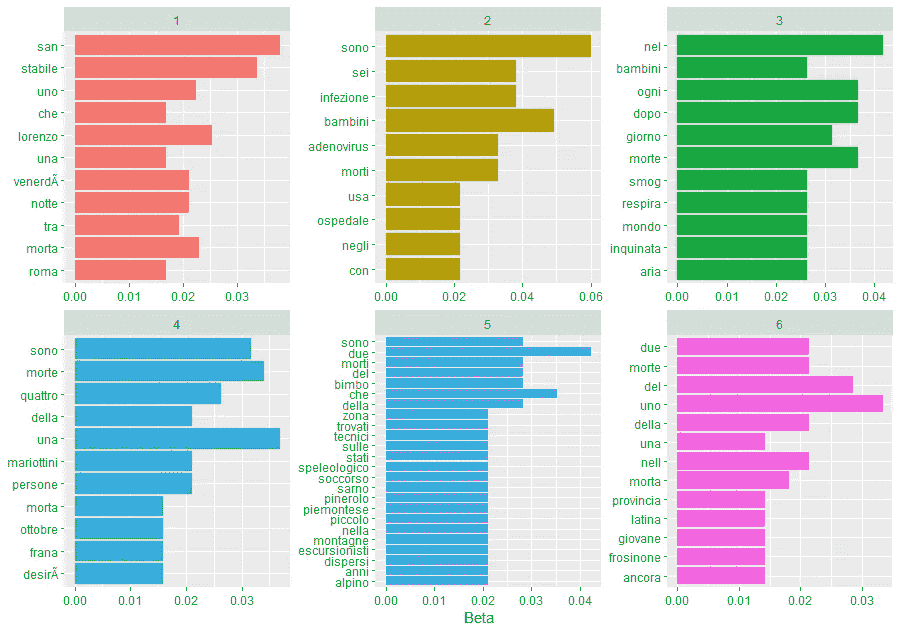 1
san
stabile
uno
che
lorenzo
una
venerdÃ
notte
tra
morta
roma
0.00 0.01 0.02 0.03
2
sono
sei
infezione
bambini
adenovirus
morti
usa
ospedale
negli
con
0.00 0.02 0.04 0.06
3
nel
bambini
ogni
dopo
giorno
morte
smog
respira
mondo
inquinata
aria
0.00 0.01 0.02 0.03 0.04
4
sono
morte
quattro
della
una
mariottini
persone
morta
ottobre
frana
desirÃ
0.00 0.01 0.02 0.03
5
sono
due
morti
del
bimbo
che
della
zona
trovati
tecnici
sulle
stati
speleologico
soccorso
sarno
pinerolo
piemontese
piccolo
nella
montagne
escursionisti
dispersi
anni
alpino
0.00 0.01 0.02 0.03 0.04
6
due
morte
del
uno
della
una
nell
morta
provincia
latina
giovane
frosinone
ancora
0.00 0.01 0.02 0.03
Beta